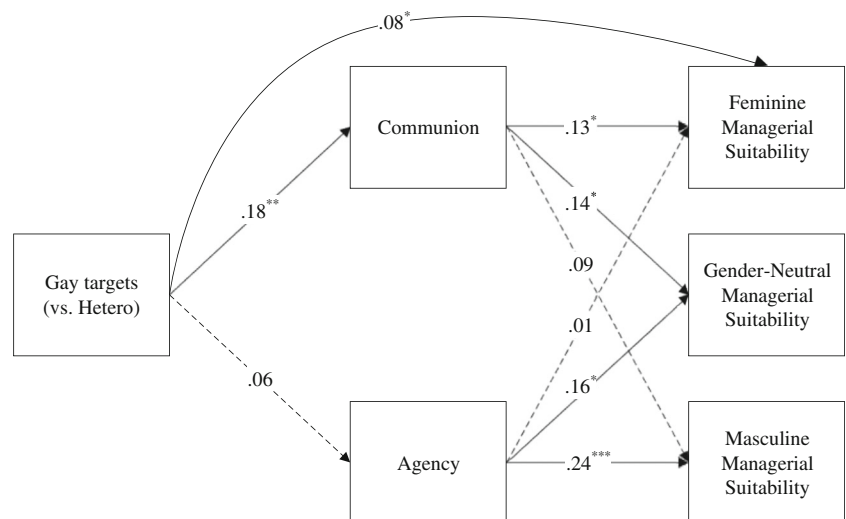 .08*
Communion
.13*
Feminine
Managerial
Suitability
.18**
.14*
Gay targets
(vs. Hetero)
.09
Gender-Neutral
Managerial
Suitability
.01
.06
.16*
Agency
.24***
Masculine
Managerial
Suitability